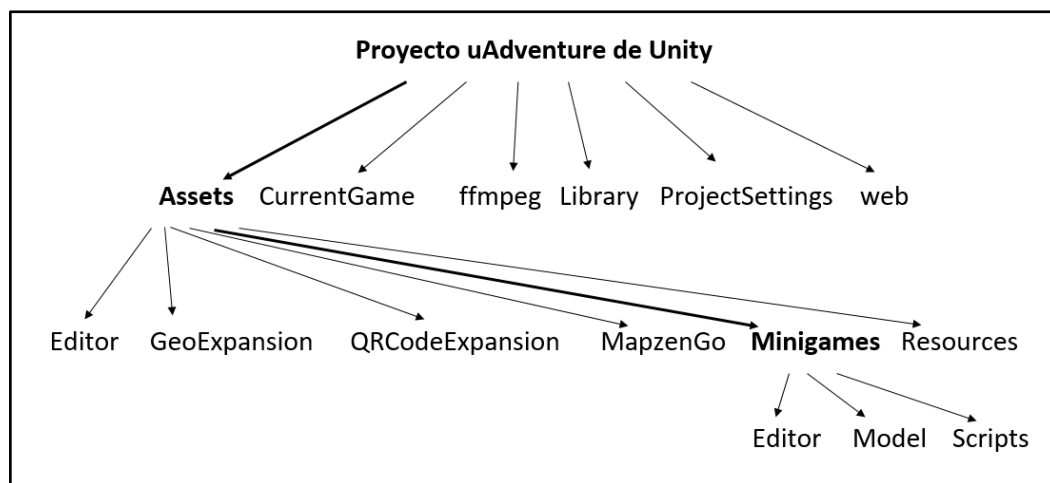 Proyecto uAdventure de Unity
Assets CurrentGame ffmpeg Library ProjectSettings web
Editor GeoExpansion QRCodeExpansion MapzenGo Minigames Resources
Editor Model Scripts